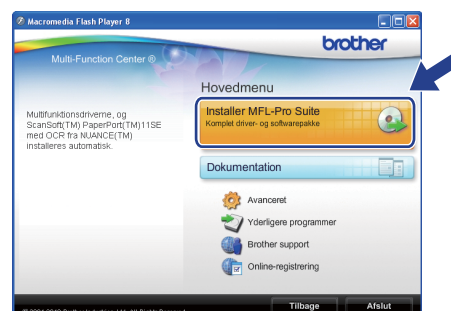 Macromedia Flash Player 8
brother
Multi-Function Center ®
Hovedmenu
Multifunktionsdriverne, og
ScanSoft(TM) PaperPort(TM)11SE
med OCR fra NUANCE(TM)
installeres automatisk.
Installer MFL-Pro Suite
Komplet driver- og softwarepakke
Dokumentation
Avanceret
Yderligere programmer
Brother support
Online-registrering
Tilbage
Afslut